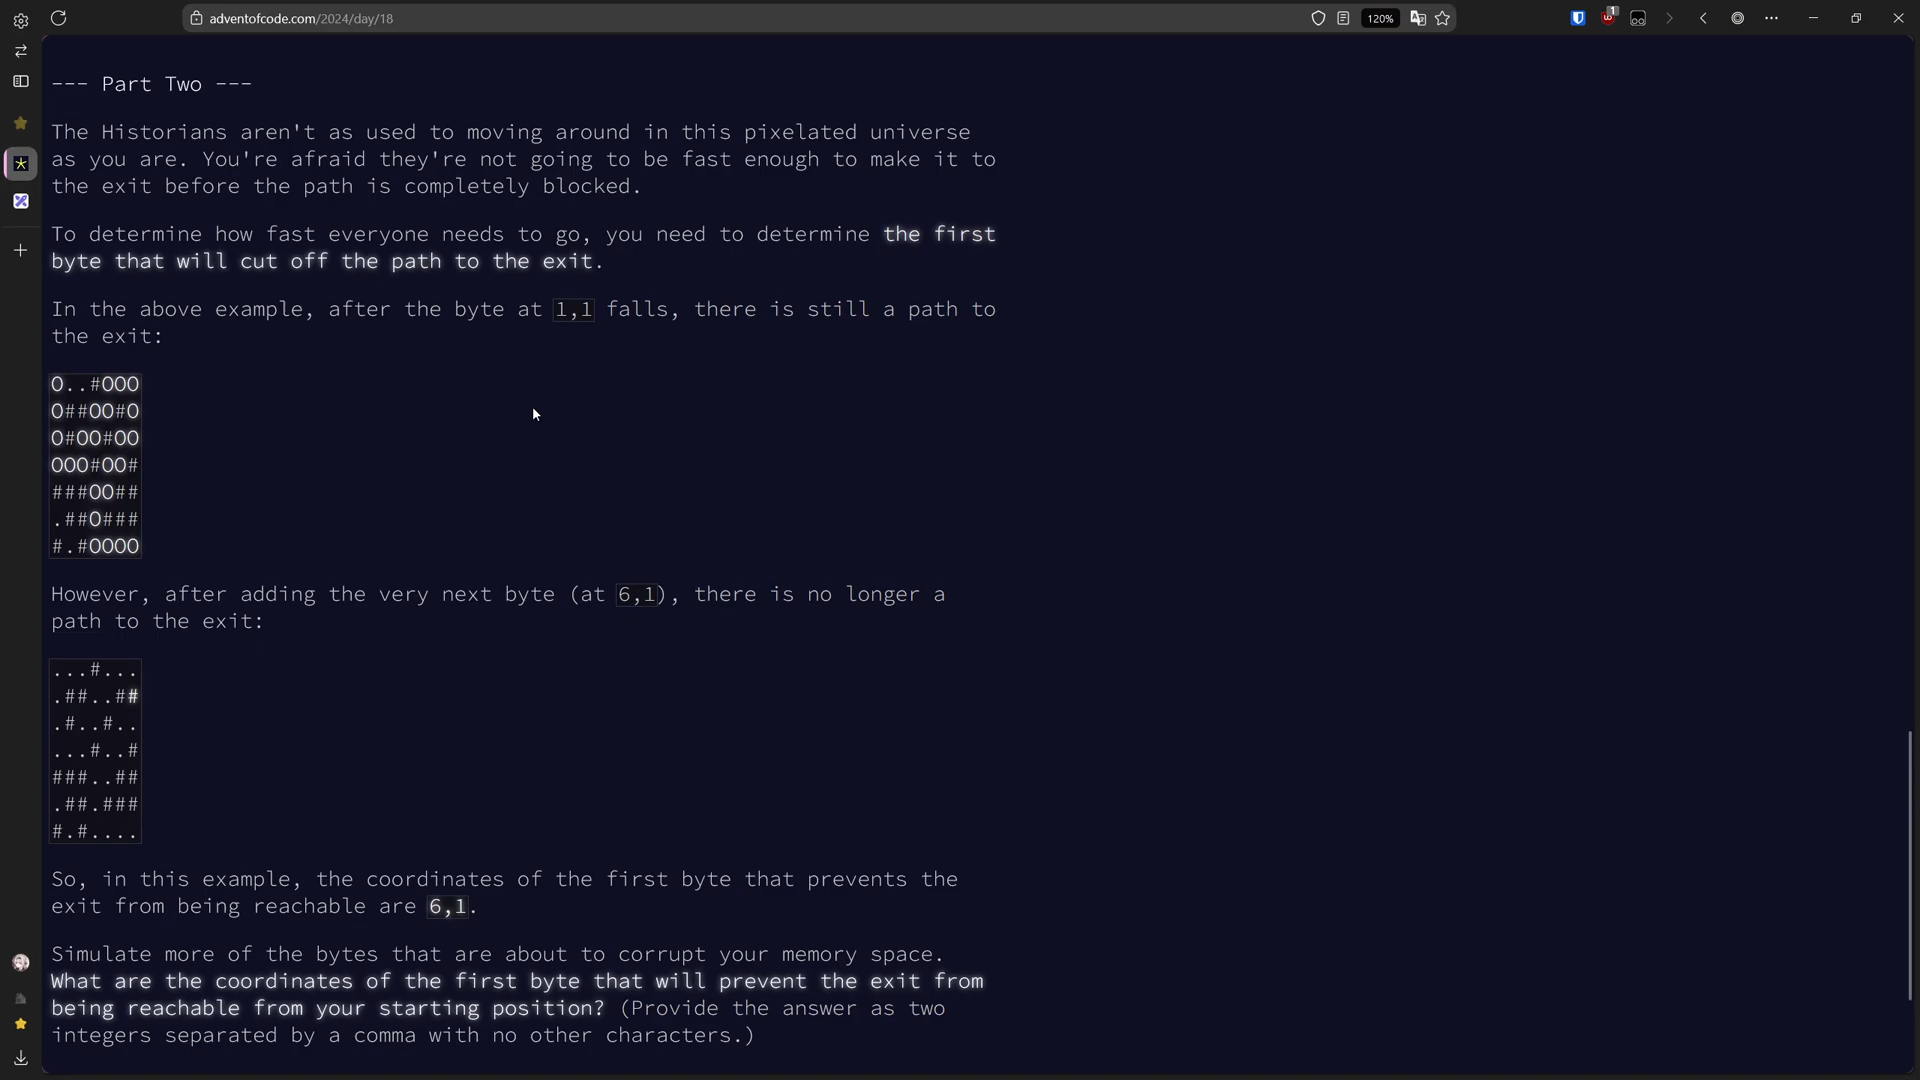 adventofcode.com/2024/day/18
120%
1
--- Part Two ---
The Historians aren't as used to moving around in this pixelated universe
as you are. You're afraid they're not going to be fast enough to make it to
the exit before the path is completely blocked.
To determine how fast everyone needs to go, you need to determine the first
byte that will cut off the path to the exit.
In the above example, after the byte at 1,1 falls, there is still a path to
the exit:
O..#OOO
O##OO#O
O#OO#OO
OOO#OO#
###OO##
.##O###
#.#OOOO
However, after adding the very next byte (at 6,1), there is no longer a
path to the exit:
...#...
.##..##
.#..#..
...#..#
###..##
.##.###
#.#....
So, in this example, the coordinates of the first byte that prevents the
exit from being reachable are 6,1.
Simulate more of the bytes that are about to corrupt your memory space.
What are the coordinates of the first byte that will prevent the exit from
being reachable from your starting position? (Provide the answer as two
integers separated by a comma with no other characters.)